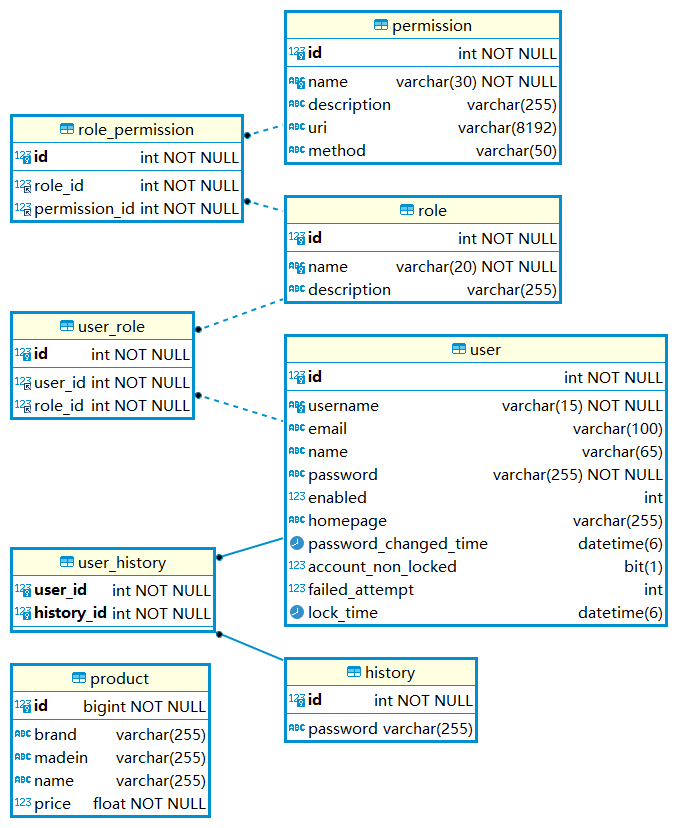 permission
id int NOT NULL
name varchar(30) NOT NULL
description varchar(255)
uri varchar(8192)
method varchar(50)
role_permission
id int NOT NULL
role_id int NOT NULL
permission_id int NOT NULL
role
id int NOT NULL
name varchar(20) NOT NULL
description varchar(255)
user_role
id int NOT NULL
user_id int NOT NULL
role_id int NOT NULL
user
id int NOT NULL
username varchar(15) NOT NULL
email varchar(100)
name varchar(65)
password varchar(255) NOT NULL
enabled int
homepage varchar(255)
password_changed_time datetime(6)
account_non_locked bit(1)
failed_attempt int
lock_time datetime(6)
user_history
user_id int NOT NULL
history_id int NOT NULL
history
id int NOT NULL
password varchar(255)
product
id bigint NOT NULL
brand varchar(255)
madein varchar(255)
name varchar(255)
price float NOT NULL